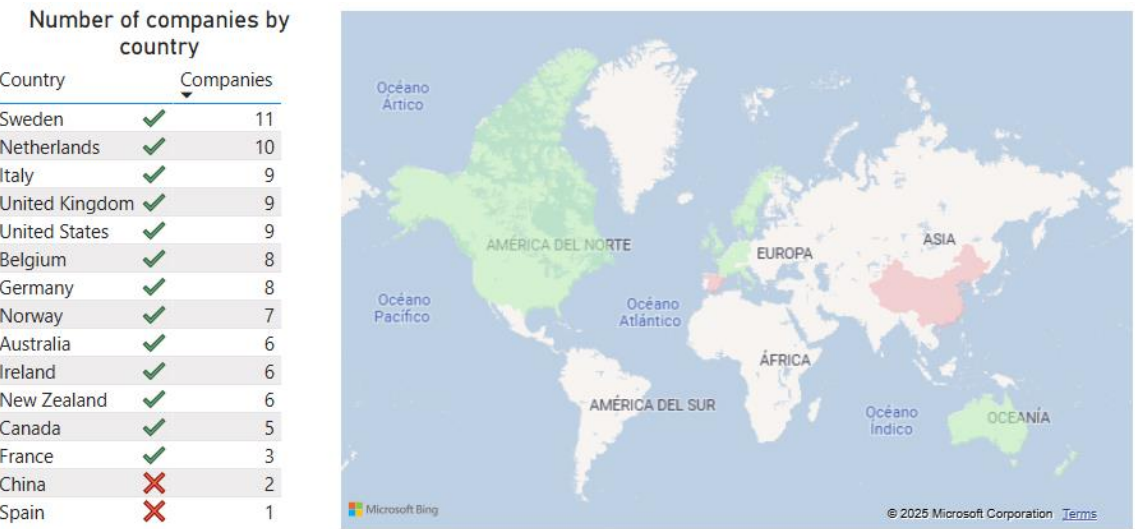 Number of companies by
country
Country Companies
Sweden 11
Netherlands 10
Italy 9
United Kingdom 9
United States 9
Belgium 8
Germany 8
Norway 7
Australia 6
Ireland 6
New Zealand 6
Canada 5
France 3
China 2
Spain 1
Océano
Ártico
AMÉRICA DEL NORTE
EUROPA
ASIA
Océano
Pacífico
Océano
Atlántico
ÁFRICA
AMÉRICA DEL SUR
Océano
Índico
OCEANÍA
Microsoft Bing
© 2025 Microsoft Corporation Terms